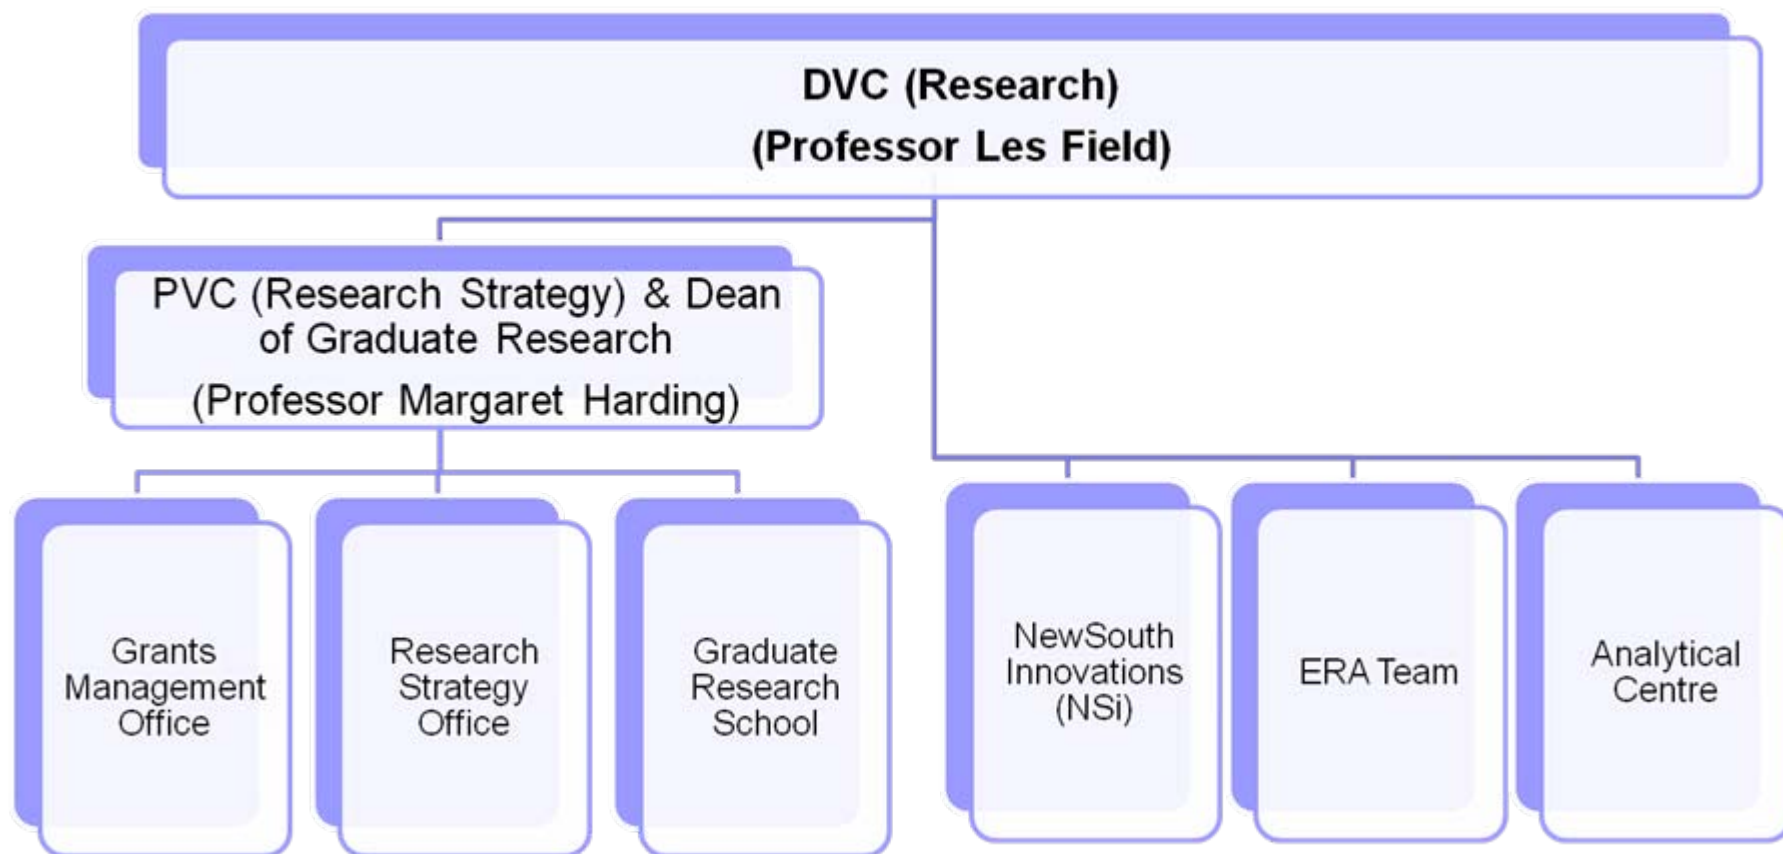 DVC (Research)
(Professor Les Field)
PVC (Research Strategy) & Dean
of Graduate Research
(Professor Margaret Harding)
Grants
Management
Office
Research
Strategy
Office
Graduate
Research
School
NewSouth
Innovations
(NSi)
ERA Team
Analytical
Centre